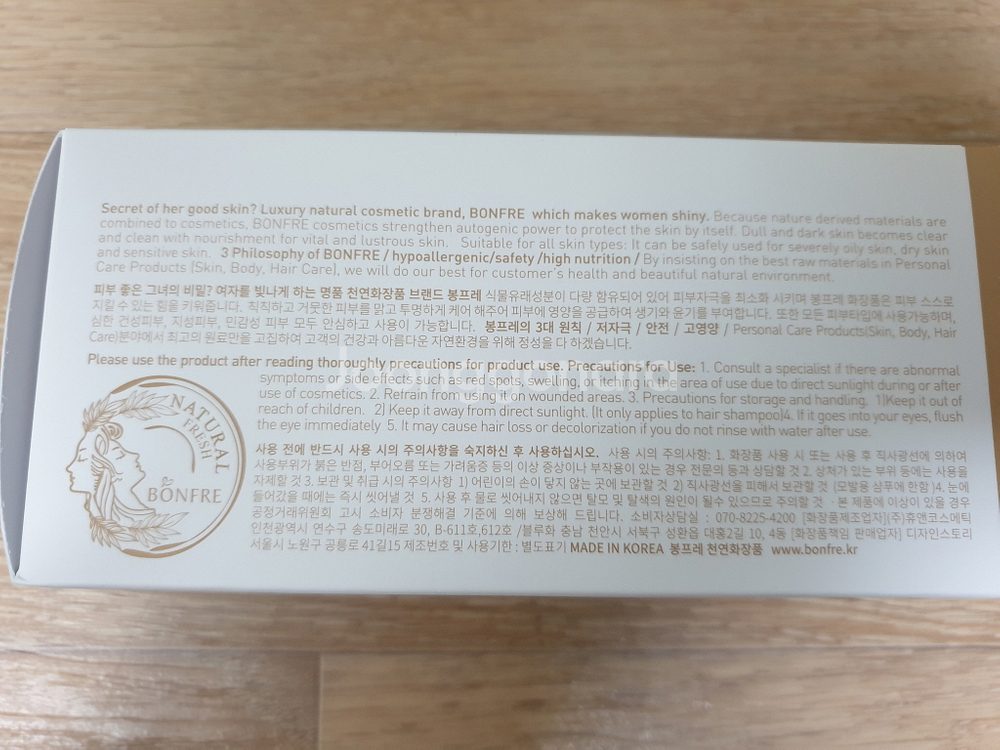 Secret of her good skin? Luxury natural cosmetic brand, BONFRE which makes women shiny. Because nature derived materials are
combined to cosmetics, BONFRE cosmetics strengthen autogenic power to protect the skin by itself. Dull and dark skin becomes clear
and clean with nourishment for vital and lustrous skin. Suitable for all skin types: It can be safely used for severely oily skin, dry skin
and sensitive skin. 3 Philosophy of BONFRE / hypoallergenic/safety /high nutrition / By insisting on the best raw materials in Personal
Care Products (Skin, Body, Hair Care), we will do our best for customer's health and beautiful natural environment.
피부 좋은 그녀의 비밀? 여자를 빛나게 하는 명품 천연화장품 브랜드 봉프레 식물유래성분이 다량 함유되어 있어 피부자극을 최소화 시키며 봉프레 화장품은 피부 스스로
지킬 수 있는 힘을 키워줍니다. 칙칙하고 거뭇한 피부를 맑고 투명하게 케어 해주어 피부에 영양을 공급하여 생기와 윤기를 부여합니다. 또한 모든 피부타입에 사용가능하며,
심한 건성피부, 지성피부, 민감성 피부 모두 안심하고 사용이 가능합니다. 봉프레의 3대 원칙 / 저자극 / 안전 / 고영양 / Personal Care Products(Skin, Body, Hair
Care)분야에서 최고의 원료만을 고집하여 고객의 건강과 아름다운 자연환경을 위해 정성을 다 하겠습니다.
Please use the product after reading thoroughly precautions for product use. Precautions for Use: 1. Consult a specialist if there are abnormal
symptoms or side effects such as red spots, swelling, or itching in the area of use due to direct sunlight during or after
use of cosmetics. 2. Refrain from using it on wounded areas. 3. Precautions for storage and handling. 1)Keep it out of
reach of children. 2) Keep it away from direct sunlight. (It only applies to hair shampoo)4. If it goes into your eyes, flush
the eye immediately 5. It may cause hair loss or decolorization if you do not rinse with water after use.
NATURAL
FRESH
BONFRE
사용 전에 반드시 사용 시의 주의사항을 숙지하신 후 사용하십시오. 사용 시의 주의사항: 1. 화장품 사용 시 또는 사용 후 직사광선에 의하여
사용부위가 붉은 반점, 부어오름 또는 가려움증 등의 이상 증상이나 부작용이 있는 경우 전문의 등과 상담할 것 2. 상처가 있는 부위 등에는 사용을
자제할 것 3. 보관 및 취급 시의 주의사항 1) 어린이의 손이 닿지 않는 곳에 보관할 것 2) 직사광선을 피해서 보관할 것 (모발용 샴푸에 한함)4. 눈에
들어갔을 때에는 즉시 씻어낼 것 5. 사용 후 물로 씻어내지 않으면 탈모 및 탈색의 원인이 될수 있으므로 주의할 것 · 본 제품에 이상이 있을 경우
공정거래위원회 고시 소비자 분쟁해결 기준에 의해 보상해 드립니다. 소비자상담실 : 070-8225-4200 [화장품제조업자](주)휴앤코스메틱
인천광역시 연수구 송도미래로 30, B-611호,612호 /블루화 충남 천안시 서북구 성환읍 대홍2길 10, 4동 [화장품책임 판매업자] 디자인스토리
서울시 노원구 공릉로 41길15 제조번호 및 사용기한 : 별도표기 MADE IN KOREA 봉프레 천연화장품 www.bonfre.kr